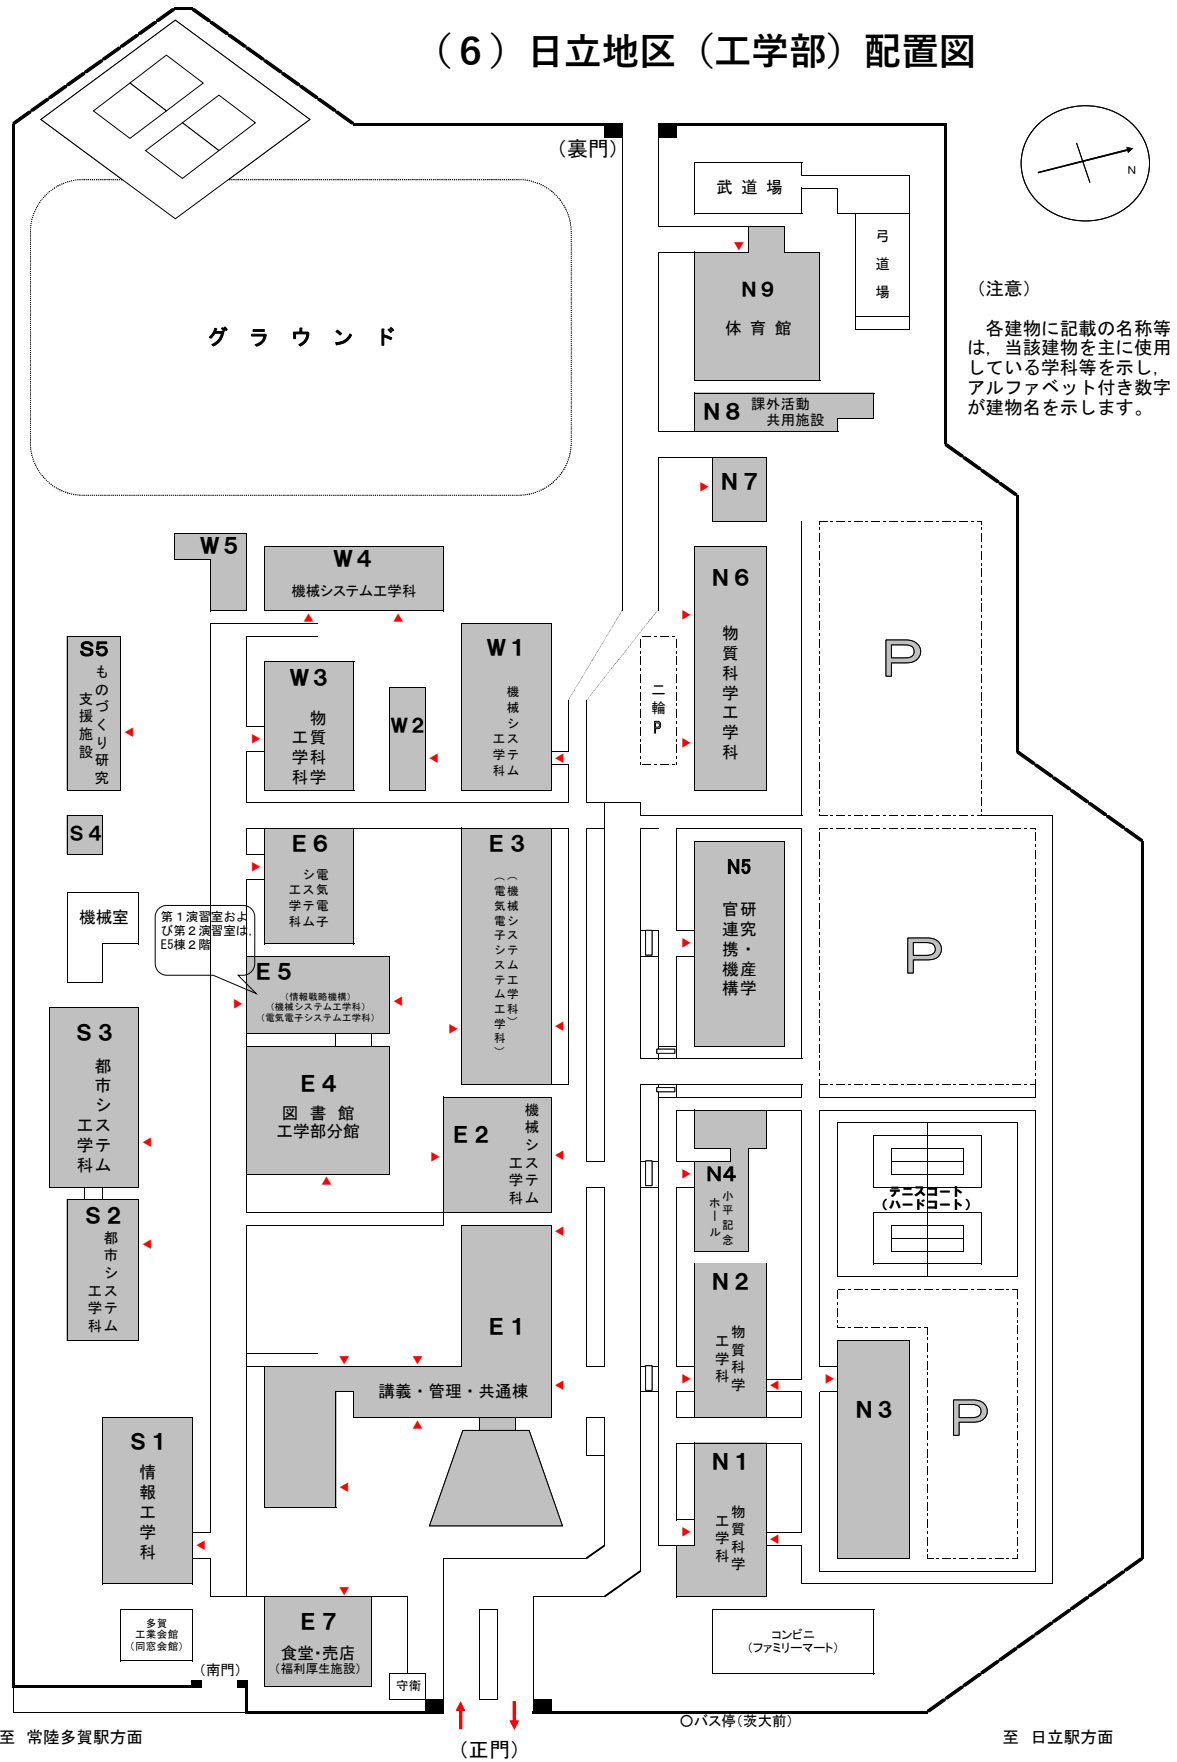 （６）日立地区（工学部）配置図
（裏門）
武道場
弓道場
N
N9
体育館
（注意）
各建物に記載の名称等
は，当該建物を主に使用
している学科等を示し，
アルファベット付き数字
が建物名を示します。
グラウンド
N8
課外活動
共用施設
N7
W5
W4
機械システム工学科
N6
物質科学工学科
P
S5
ものづくり研究
支援施設
W3
物質科学
工学科
W2
W1
機械システム
工学科
二輪P
S4
E6
電気電子
システム
工学科
E3
（機械システム工学科）
（電気電子システム工学科）
N5
研究・産学
官連携機構
P
機械室
第１演習室およ
び第２演習室は，
E5棟２階
E5
（情報戦略機構）
（機械システム工学科）
（電気電子システム工学科）
S3
都市システム
工学科
E4
図書館
工学部分館
E2
機械システム
工学科
N4
小平記念
ホール
テニスコート
（ハードコート）
S2
都市システム
工学科
E1
講義・管理・共通棟
N2
物質科学
工学科
N3
P
S1
情報工学科
N1
物質科学
工学科
多賀
工業会館
（同窓会館）
E7
食堂・売店
（福利厚生施設）
コンビニ
（ファミリーマート）
（南門）
守衛
〇バス停（茨大前）
至　常陸多賀駅方面
（正門）
至　日立駅方面